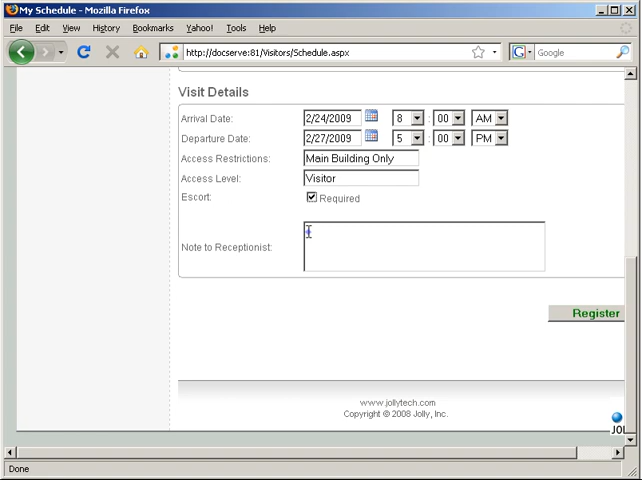 My Schedule - Mozilla Firefox
File Edit View History Bookmarks Yahoo! Tools Help
http://docserve:81/Visitors/Schedule.aspx G Google
Visit Details
Arrival Date: 2/24/2009 8 : 00 AM
Departure Date: 2/27/2009 5 : 00 PM
Access Restrictions: Main Building Only
Access Level: Visitor
Escort: Required
Note to Receptionist:
Register
www.jollytech.com
Copyright © 2008 Jolly, Inc.
JOL
Done